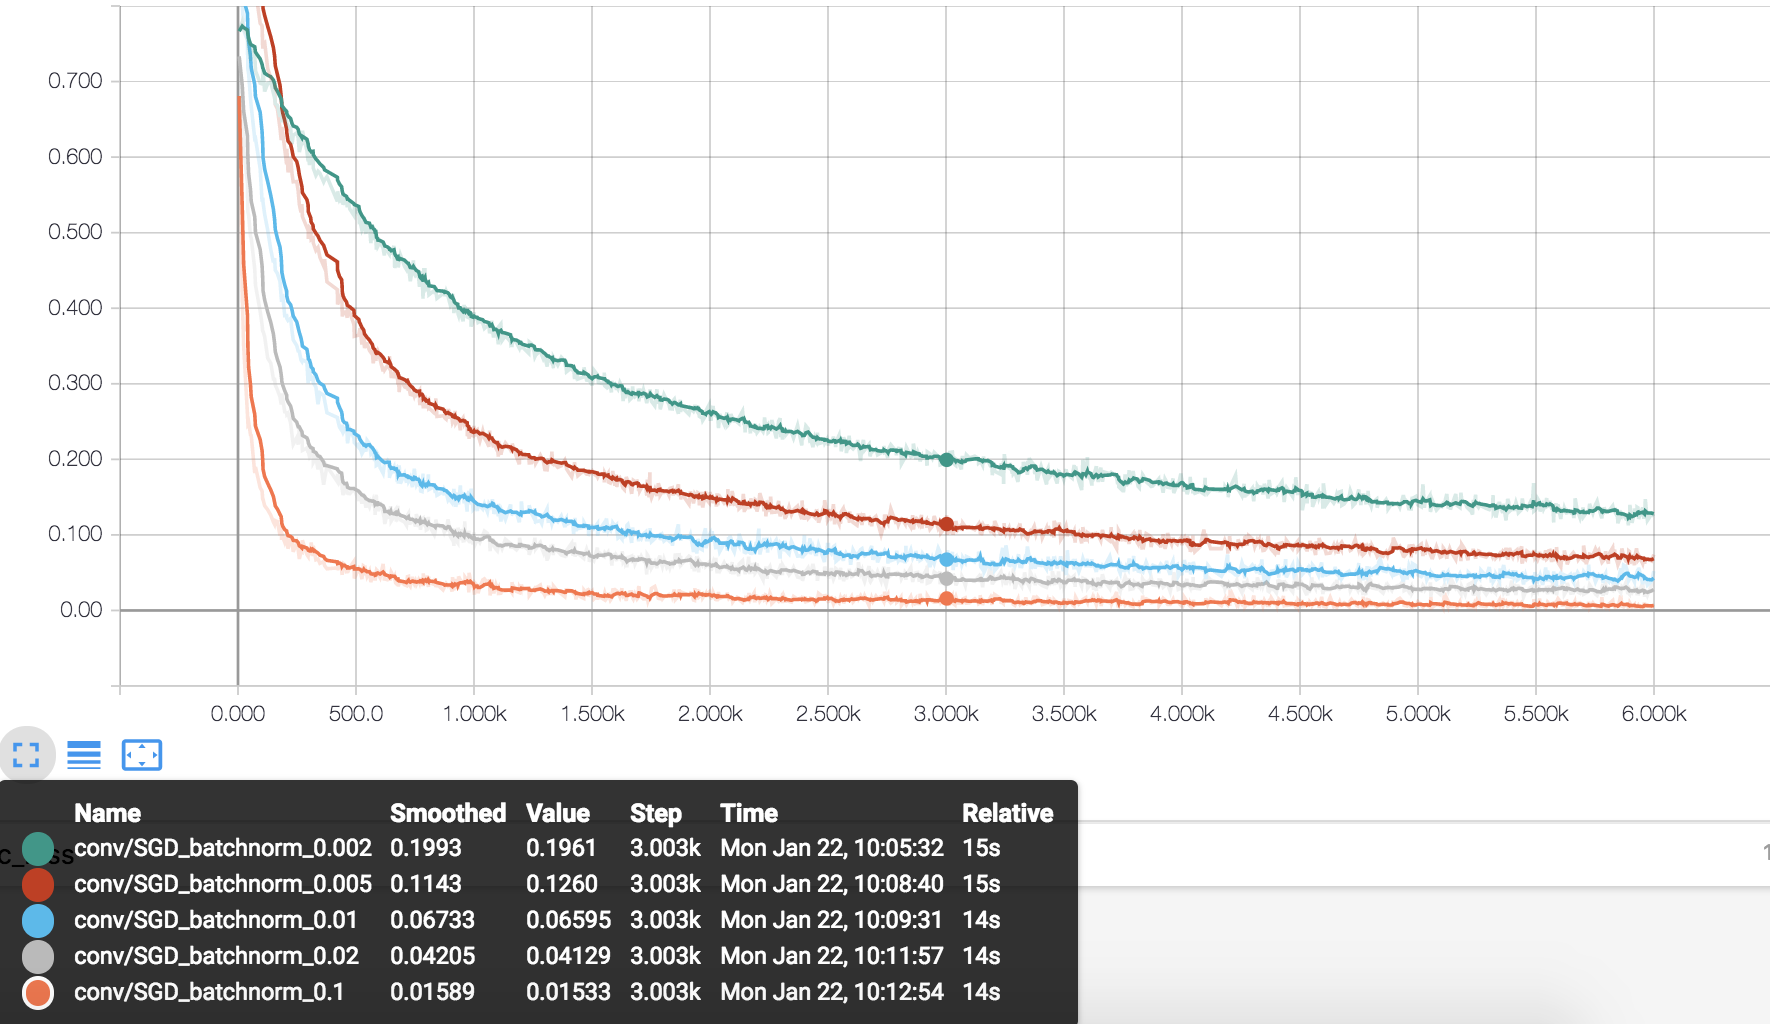 0.700
0.600
0.500
0.400
0.300
0.200
0.100
0.00
0.000 500.0 1.000k 1.500k 2.000k 2.500k 3.000k 3.500k 4.000k 4.500k 5.000k 5.500k 6.000k
Name Smoothed Value Step Time Relative
conv/SGD_batchnorm_0.002 0.1993 0.1961 3.003k Mon Jan 22, 10:05:32 15s
conv/SGD_batchnorm_0.005 0.1143 0.1260 3.003k Mon Jan 22, 10:08:40 15s
conv/SGD_batchnorm_0.01 0.06733 0.06595 3.003k Mon Jan 22, 10:09:31 14s
conv/SGD_batchnorm_0.02 0.04205 0.04129 3.003k Mon Jan 22, 10:11:57 14s
conv/SGD_batchnorm_0.1 0.01589 0.01533 3.003k Mon Jan 22, 10:12:54 14s